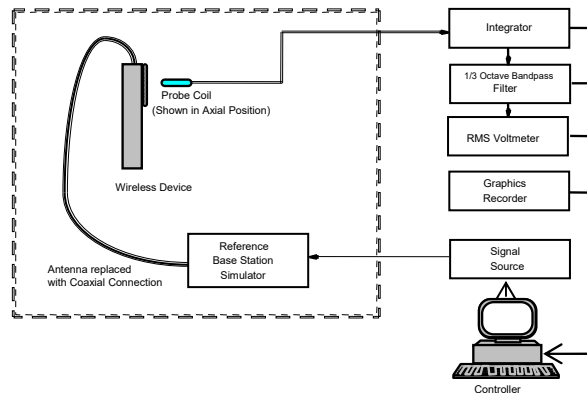 Integrator
1/3 Octave Bandpass
Filter
RMS Voltmeter
Graphics
Recorder
Signal
Source
Controller
Probe Coil
(Shown in Axial Position)
Wireless Device
Reference
Base Station
Simulator
Antenna replaced
with Coaxial Connection